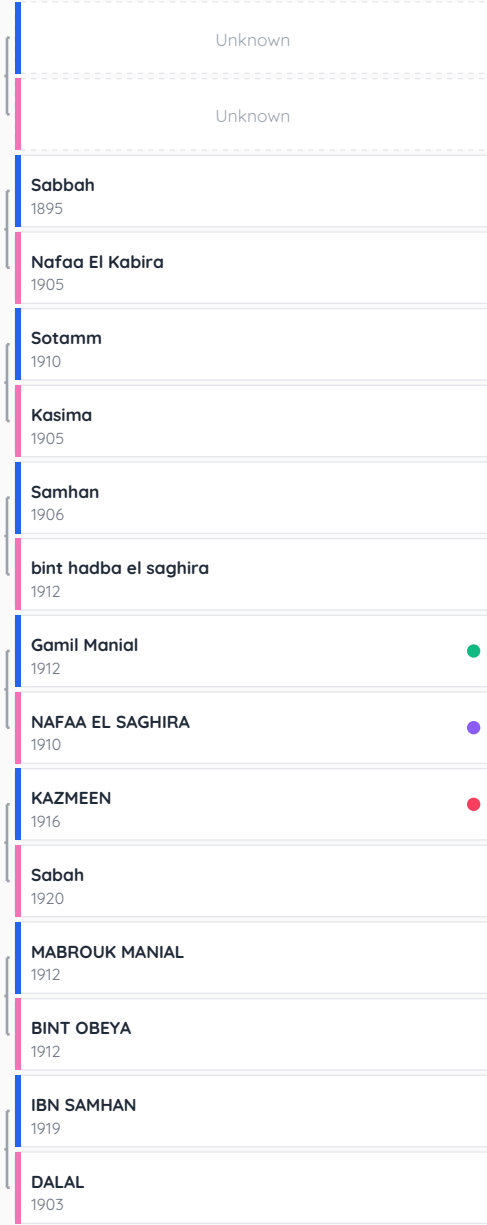 Unknown
Unknown
Sabbah
1895
Nafaa El Kabira
1905
Sotamm
1910
Kasima
1905
Samhan
1906
bint hadba el saghira
1912
Gamil Manial
1912
NAFAA EL SAGHIRA
1910
KAZMEEN
1916
Sabah
1920
MABROUK MANIAL
1912
BINT OBEYA
1912
IBN SAMHAN
1919
DALAL
1903